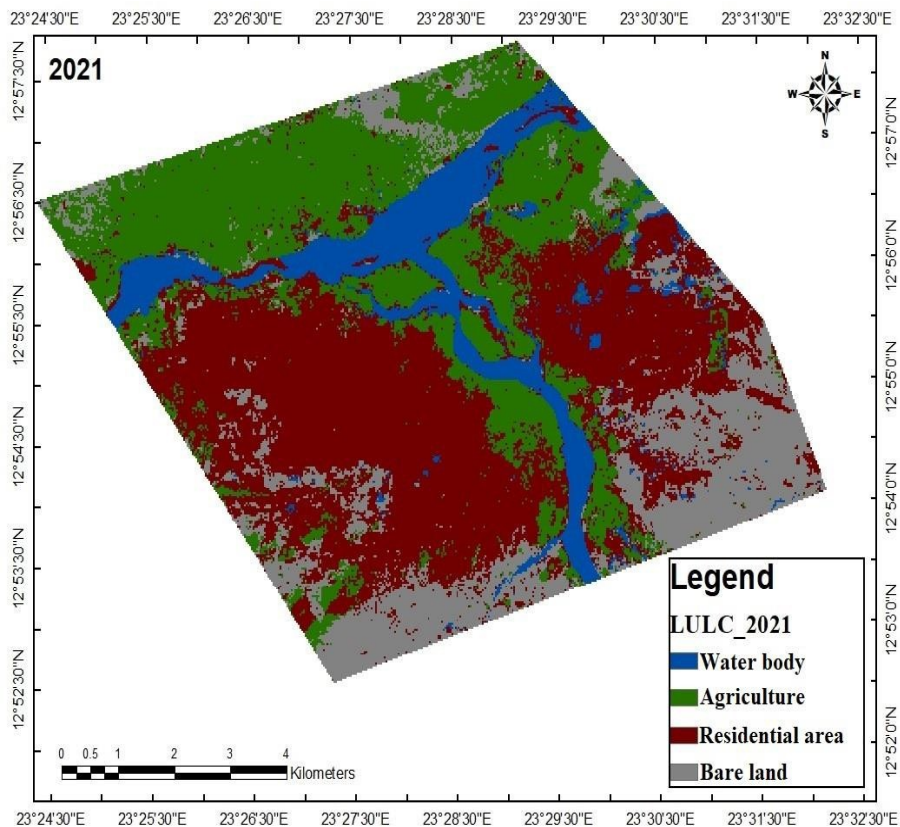 23°24'30"E 23°25'30"E 23°26'30"E 23°27'30"E 23°28'30"E 23°29'30"E 23°30'30"E 23°31'30"E 23°32'30"E
2021
N
W E
S
12°57'30"N
12°56'30"N
12°55'30"N
12°54'30"N
12°53'30"N
12°52'30"N
12°57'0"N
12°56'0"N
12°55'0"N
12°54'0"N
12°53'0"N
12°52'0"N
Legend
LULC_2021
Water body
Agriculture
Residential area
Bare land
0 0.5 1 2 3 4
Kilometers
23°24'30"E 23°25'30"E 23°26'30"E 23°27'30"E 23°28'30"E 23°29'30"E 23°30'30"E 23°31'30"E 23°32'30"E